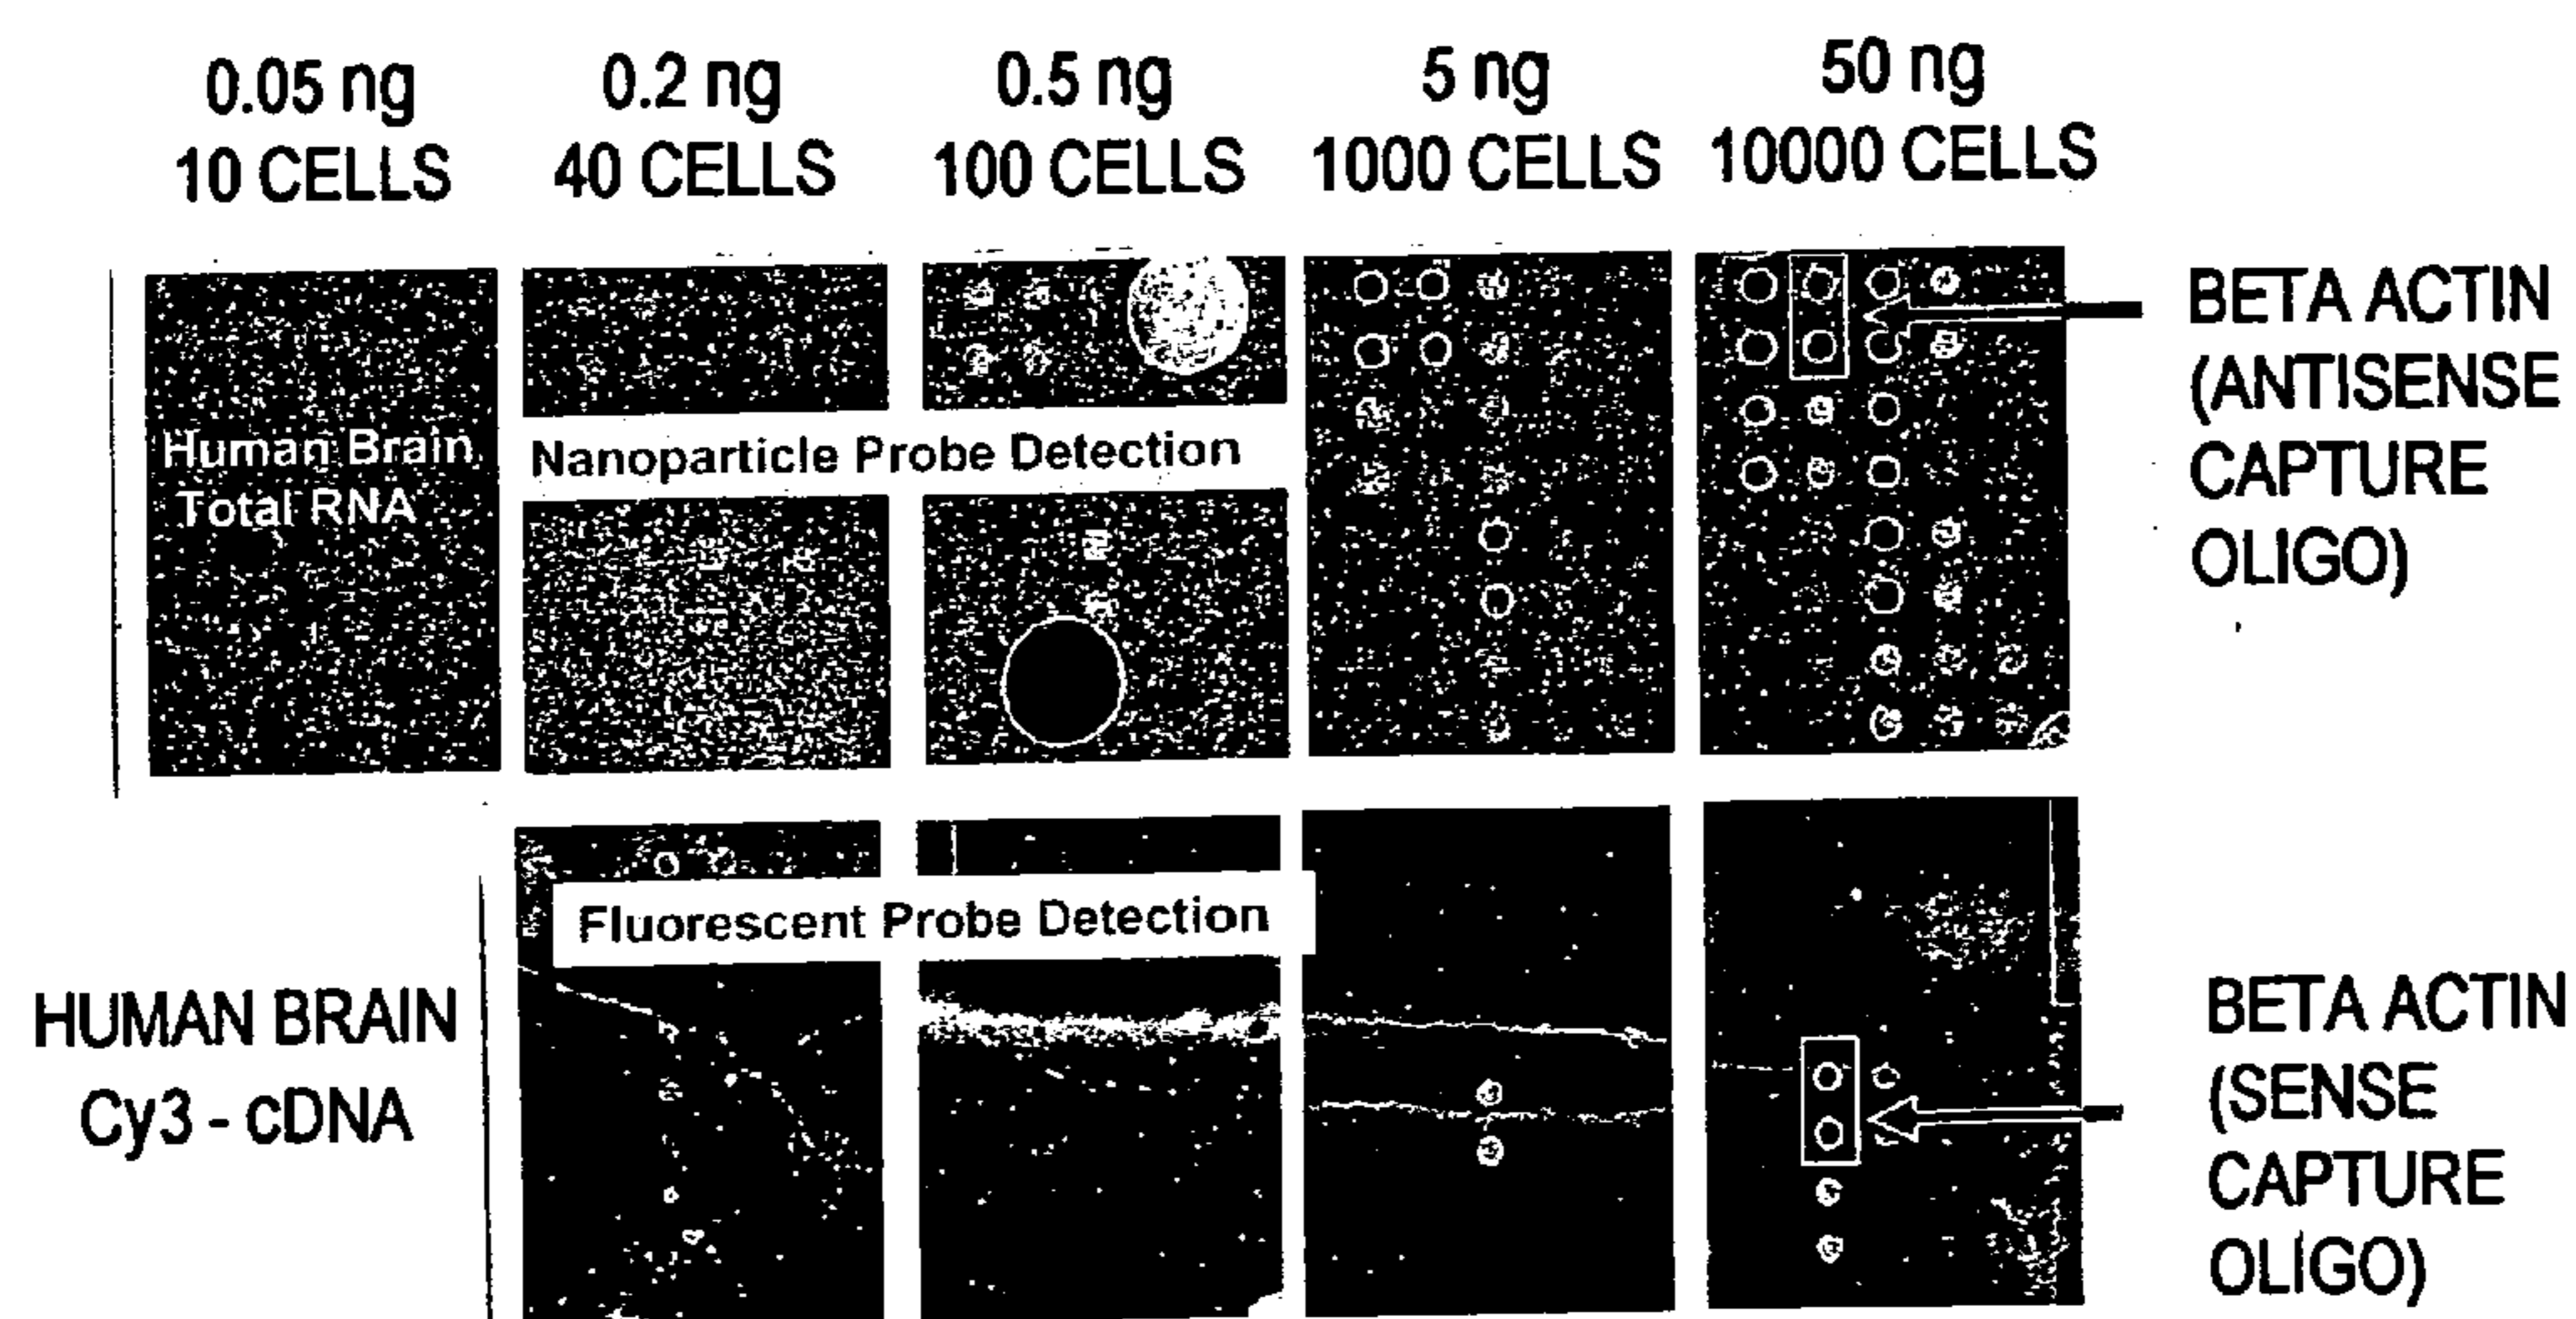 0.05 ng
10 CELLS
0.2 ng
40 CELLS
0.5 ng
100 CELLS
5 ng
1000 CELLS
50 ng
10000 CELLS
Human Brain
Total RNA
Nanoparticle Probe Detection
BETA ACTIN
(ANTISENSE
CAPTURE
OLIGO)
HUMAN BRAIN
Cy3 - cDNA
Fluorescent Probe Detection
BETA ACTIN
(SENSE
CAPTURE
OLIGO)